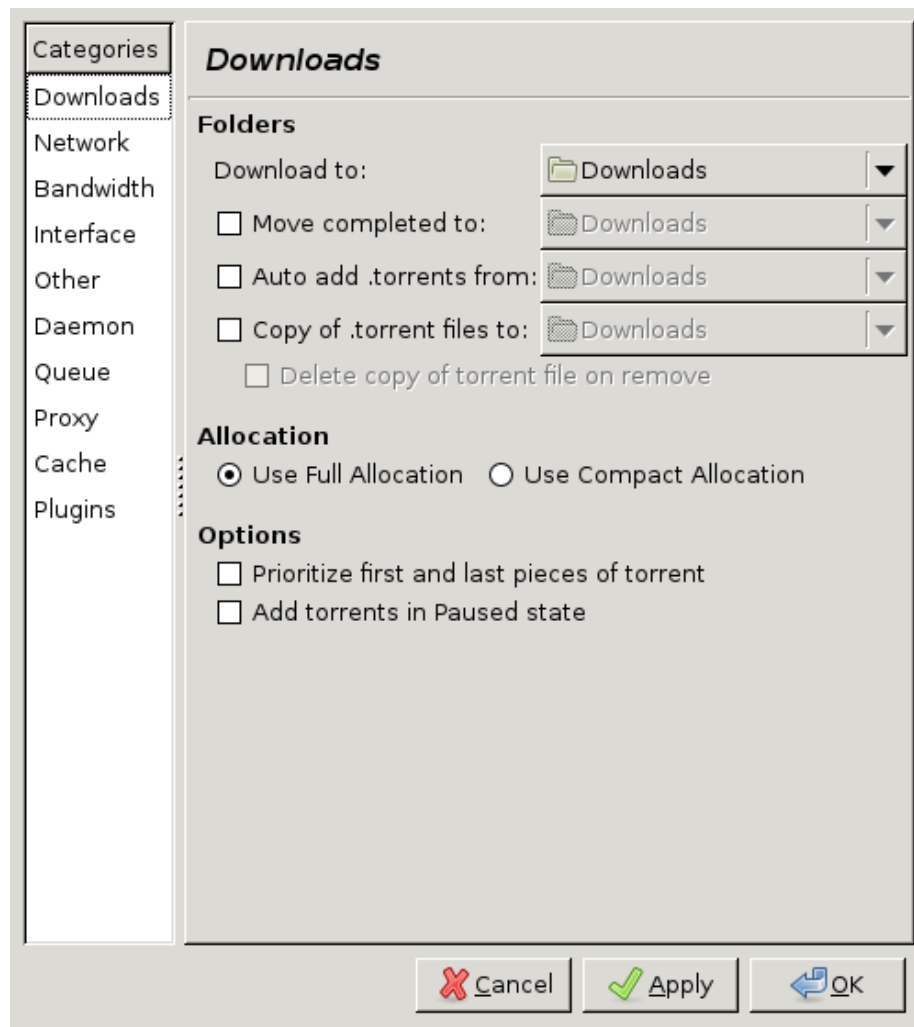 Categories
Downloads
Network
Bandwidth
Interface
Other
Daemon
Queue
Proxy
Cache
Plugins
Downloads
Folders
Download to: Downloads
Move completed to: Downloads
Auto add .torrents from: Downloads
Copy of .torrent files to: Downloads
Delete copy of torrent file on remove
Allocation
Use Full Allocation Use Compact Allocation
Options
Prioritize first and last pieces of torrent
Add torrents in Paused state
Cancel Apply OK